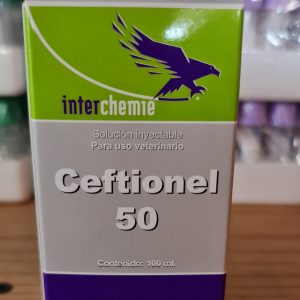 interchemie
Solución inyectable
Para uso veterinario
Ceftionel
50
Contenido: 100 ml.